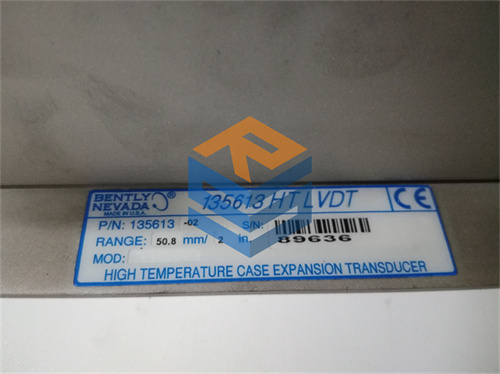 BENTLY NEVADA
MADE IN U.S.A.
135613 HT LVDT
CE
P/N: 135613 -02 S/N:
RANGE: 50.8 mm/ 2 in. 89636
MOD:
HIGH TEMPERATURE CASE EXPANSION TRANSDUCER